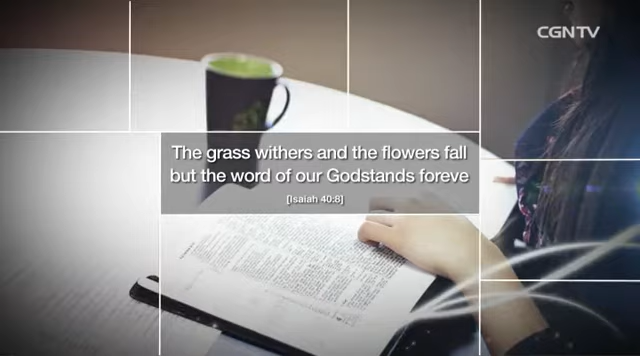 CGNTV
The grass withers and the flowers fall
but the word of our Godstands foreve
[Isaiah 40:8]